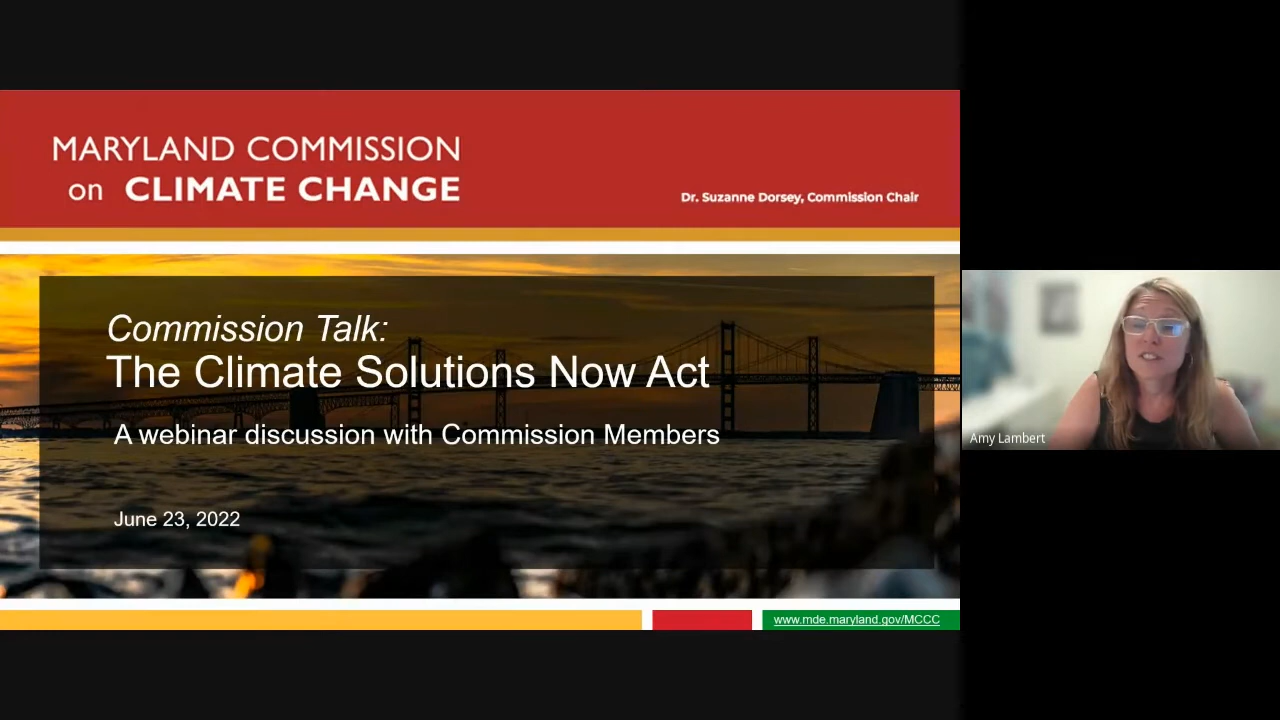 MARYLAND COMMISSION
on CLIMATE CHANGE
Dr. Suzanne Dorsey, Commission Chair
Commission Talk:
The Climate Solutions Now Act
A webinar discussion with Commission Members
June 23, 2022
www.mde.maryland.gov/MCCC
Amy Lambert